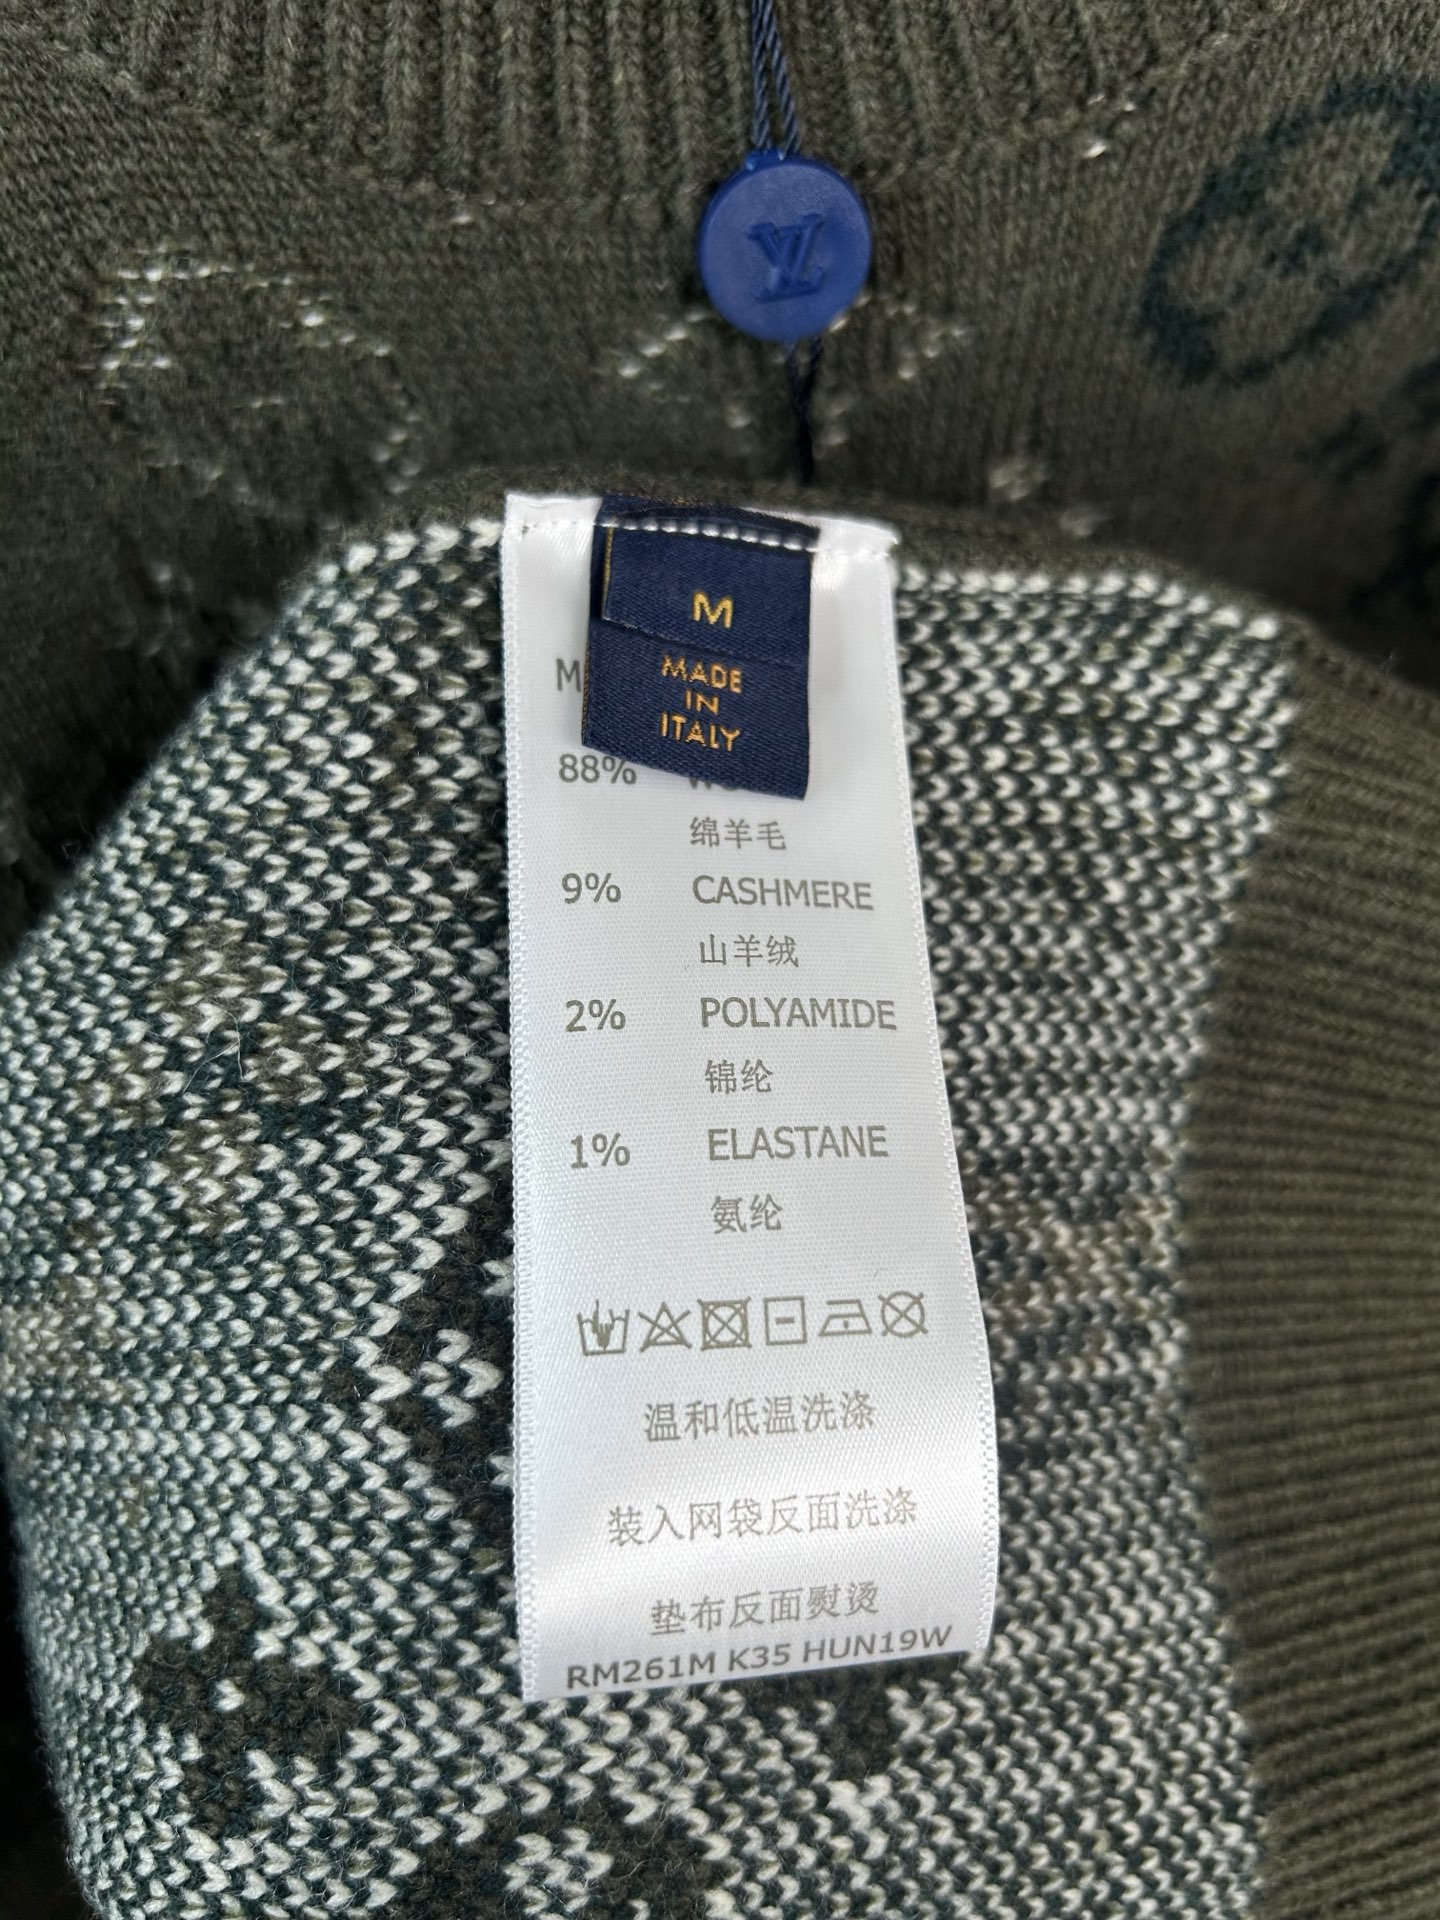 LV
M
MADE
IN
ITALY
88%
绵羊毛
9% CASHMERE
山羊绒
2% POLYAMIDE
锦纶
1% ELASTANE
氨纶
温和低温洗涤
装入网袋反面洗涤
垫布反面熨烫
RM261M K35 HUN19W